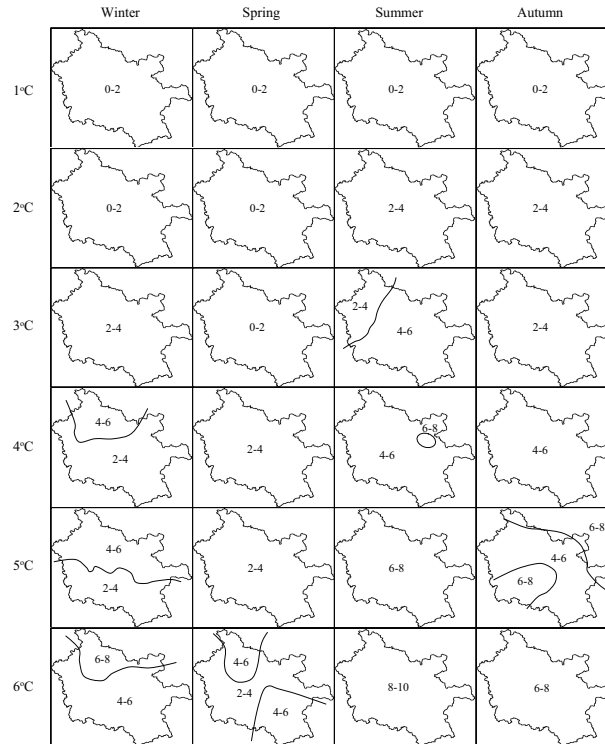 Winter Spring Summer Autumn
1°C 0-2 0-2 0-2 0-2
2°C 0-2 0-2 2-4 2-4
3°C 2-4 0-2 2-4 4-6 2-4
4°C 4-6 2-4 2-4 4-6 6-8 4-6
5°C 4-6 2-4 2-4 6-8 6-8 4-6 6-8
6°C 6-8 4-6 4-6 2-4 4-6 8-10 6-8